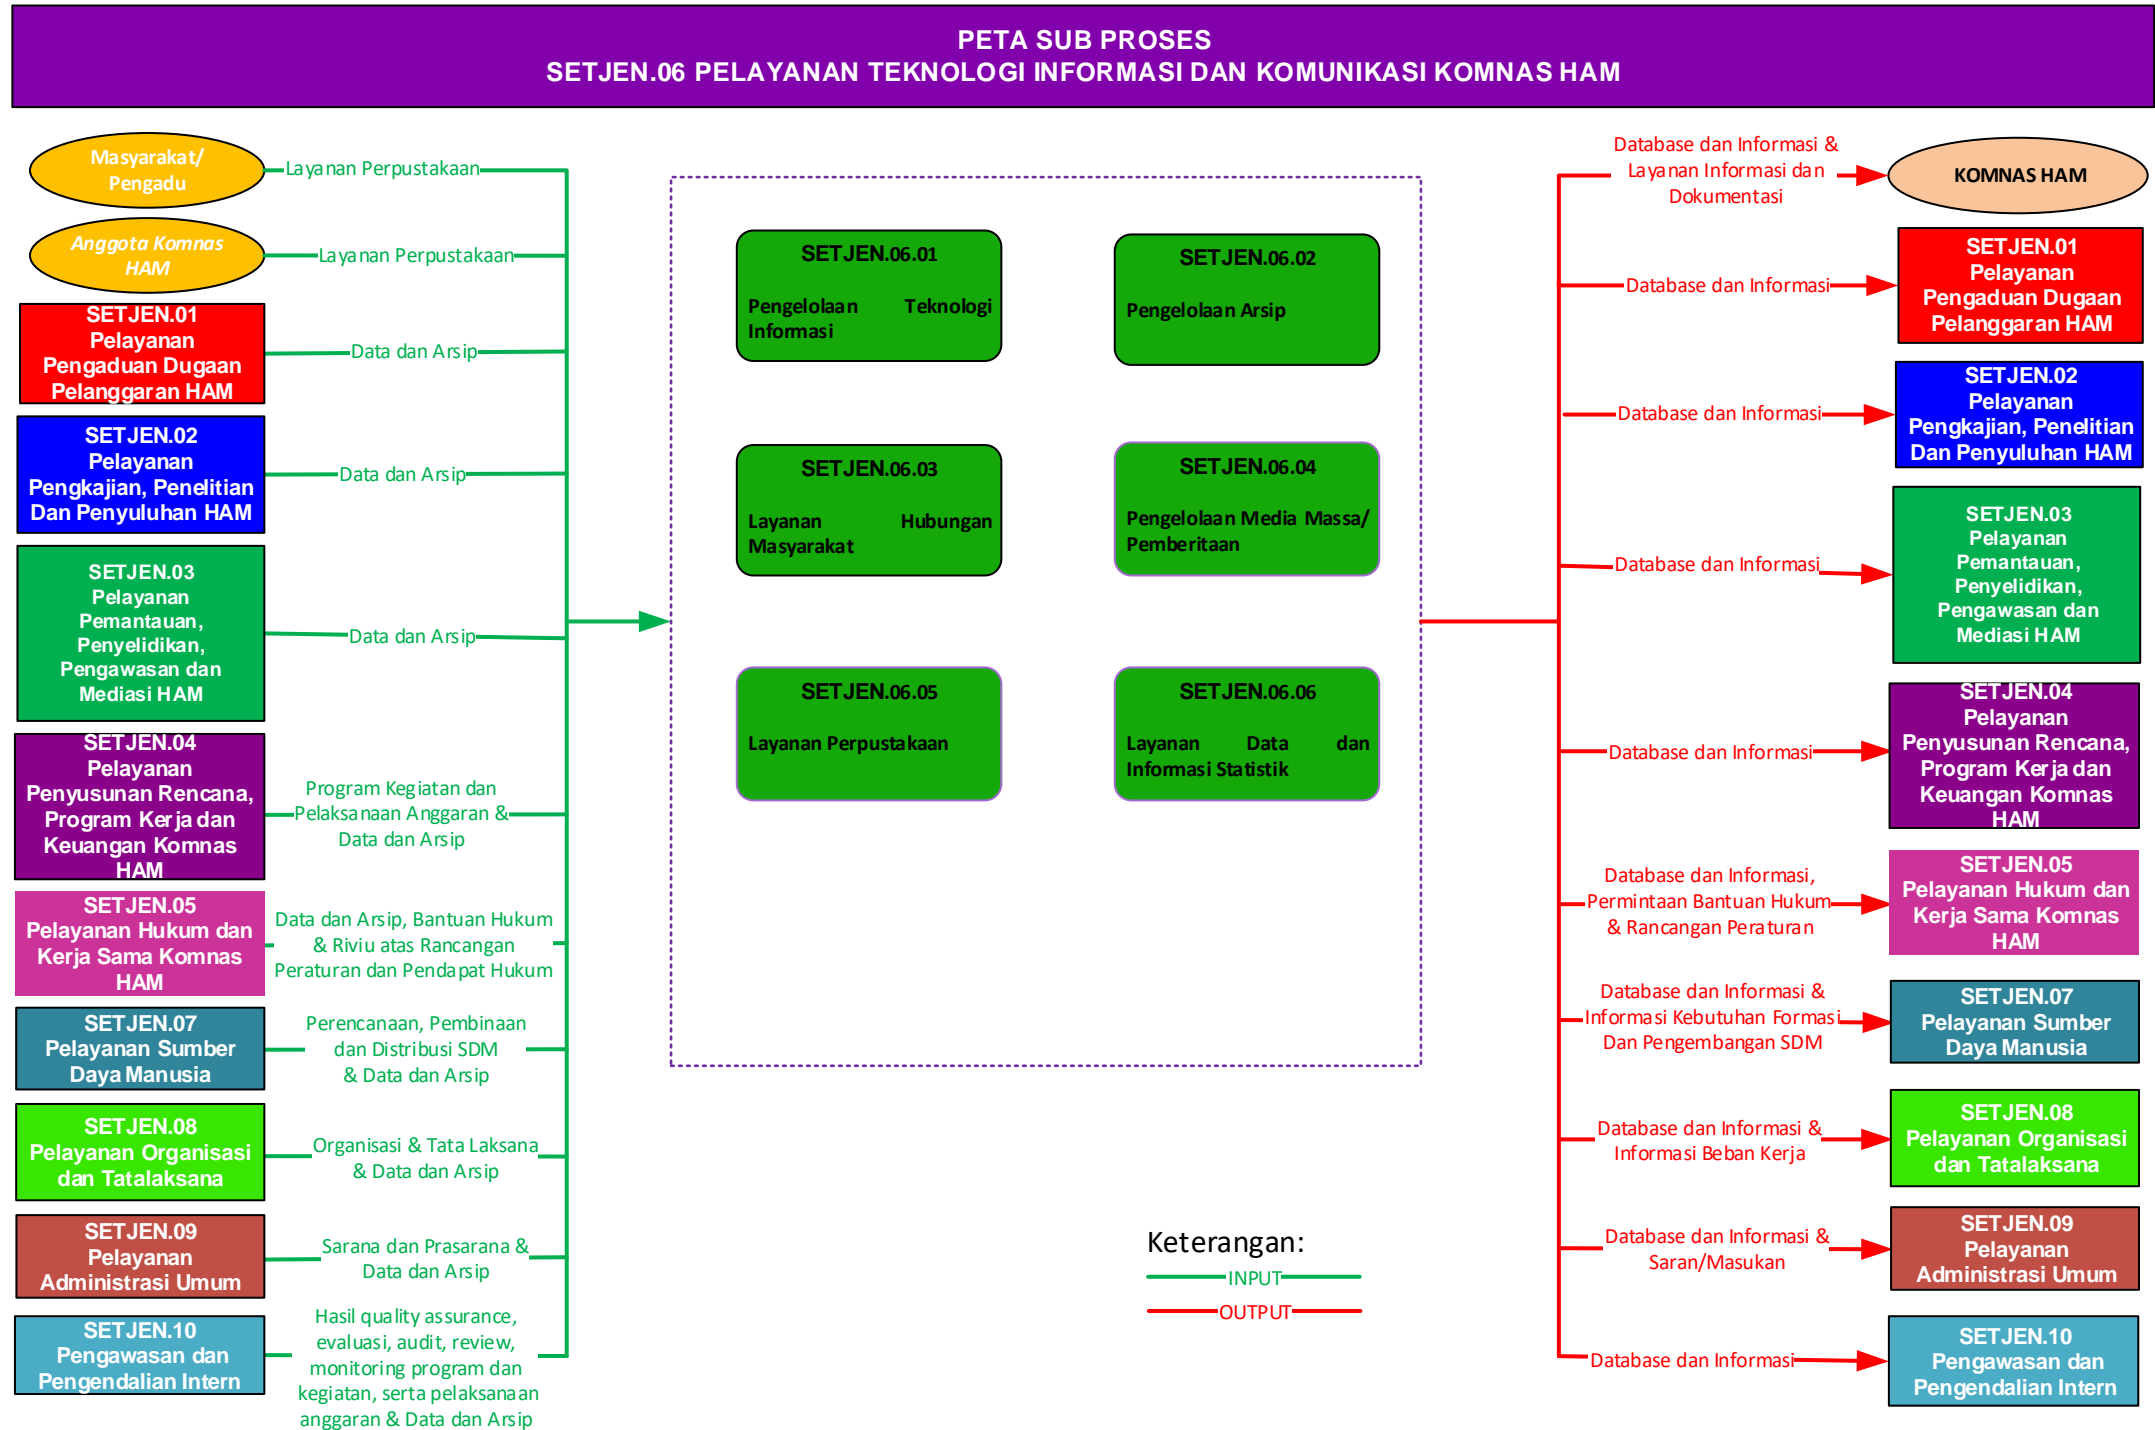 PETA SUB PROSES
SETJEN.06 PELAYANAN TEKNOLOGI INFORMASI DAN KOMUNIKASI KOMNAS HAM
Masyarakat/
Pengadu
Layanan Perpustakaan
Anggota Komnas
HAM
Layanan Perpustakaan
SETJEN.01
Pelayanan
Pengaduan Dugaan
Pelanggaran HAM
Data dan Arsip
SETJEN.02
Pelayanan
Pengkajian, Penelitian
Dan Penyuluhan HAM
Data dan Arsip
SETJEN.03
Pelayanan
Pemantauan,
Penyelidikan,
Pengawasan dan
Mediasi HAM
Data dan Arsip
SETJEN.04
Pelayanan
Penyusunan Rencana,
Program Kerja dan
Keuangan Komnas
HAM
Program Kegiatan dan
Pelaksanaan Anggaran &
Data dan Arsip
SETJEN.05
Pelayanan Hukum dan
Kerja Sama Komnas
HAM
Data dan Arsip, Bantuan Hukum
& Riviu atas Rancangan
Peraturan dan Pendapat Hukum
SETJEN.07
Pelayanan Sumber
Daya Manusia
Perencanaan, Pembinaan
dan Distribusi SDM
& Data dan Arsip
SETJEN.08
Pelayanan Organisasi
dan Tatalaksana
Organisasi & Tata Laksana
& Data dan Arsip
SETJEN.09
Pelayanan
Administrasi Umum
Sarana dan Prasarana &
Data dan Arsip
SETJEN.10
Pengawasan dan
Pengendalian Intern
Hasil quality assurance,
evaluasi, audit, review,
monitoring program dan
kegiatan, serta pelaksanaan
anggaran & Data dan Arsip
SETJEN.06.01
Pengelolaan Teknologi
Informasi
SETJEN.06.02
Pengelolaan Arsip
SETJEN.06.03
Layanan Hubungan
Masyarakat
SETJEN.06.04
Pengelolaan Media Massa/
Pemberitaan
SETJEN.06.05
Layanan Perpustakaan
SETJEN.06.06
Layanan Data dan
Informasi Statistik
Keterangan:
INPUT
OUTPUT
Database dan Informasi &
Layanan Informasi dan
Dokumentasi
KOMNAS HAM
Database dan Informasi
SETJEN.01
Pelayanan
Pengaduan Dugaan
Pelanggaran HAM
Database dan Informasi
SETJEN.02
Pelayanan
Pengkajian, Penelitian
Dan Penyuluhan HAM
Database dan Informasi
SETJEN.03
Pelayanan
Pemantauan,
Penyelidikan,
Pengawasan dan
Mediasi HAM
Database dan Informasi
SETJEN.04
Pelayanan
Penyusunan Rencana,
Program Kerja dan
Keuangan Komnas
HAM
Database dan Informasi,
Permintaan Bantuan Hukum
& Rancangan Peraturan
SETJEN.05
Pelayanan Hukum dan
Kerja Sama Komnas
HAM
Database dan Informasi &
Informasi Kebutuhan Formasi
Dan Pengembangan SDM
SETJEN.07
Pelayanan Sumber
Daya Manusia
Database dan Informasi &
Informasi Beban Kerja
SETJEN.08
Pelayanan Organisasi
dan Tatalaksana
Database dan Informasi &
Saran/Masukan
SETJEN.09
Pelayanan
Administrasi Umum
Database dan Informasi
SETJEN.10
Pengawasan dan
Pengendalian Intern